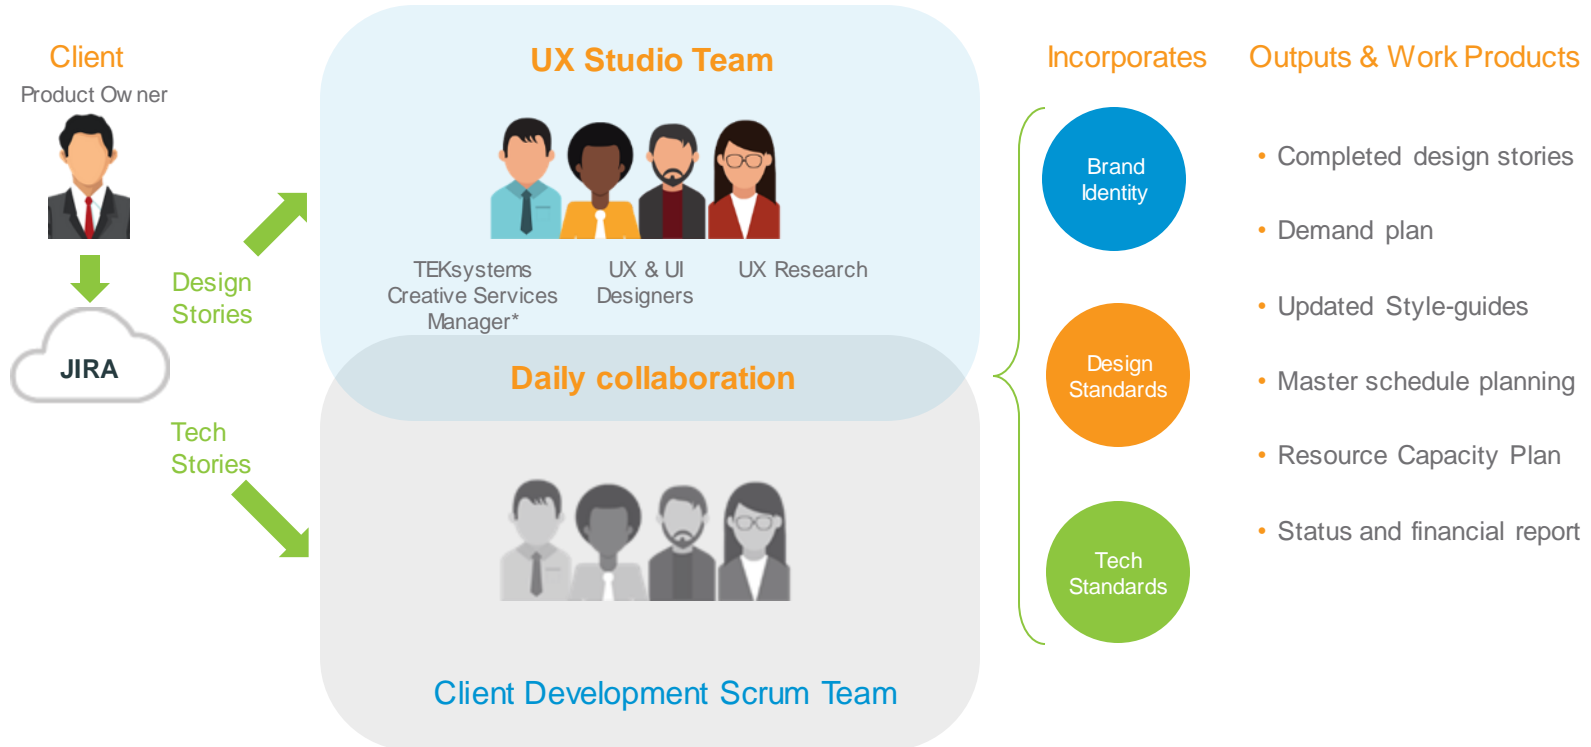 Client
Product Owner
JIRA
Design
Stories
Tech
Stories
UX Studio Team
TEKsystems
Creative Services
Manager*
UX & UI
Designers
UX Research
Daily collaboration
Client Development Scrum Team
Incorporates
Brand
Identity
Design
Standards
Tech
Standards
Outputs & Work Products
• Completed design stories
• Demand plan
• Updated Style-guides
• Master schedule planning
• Resource Capacity Plan
• Status and financial report